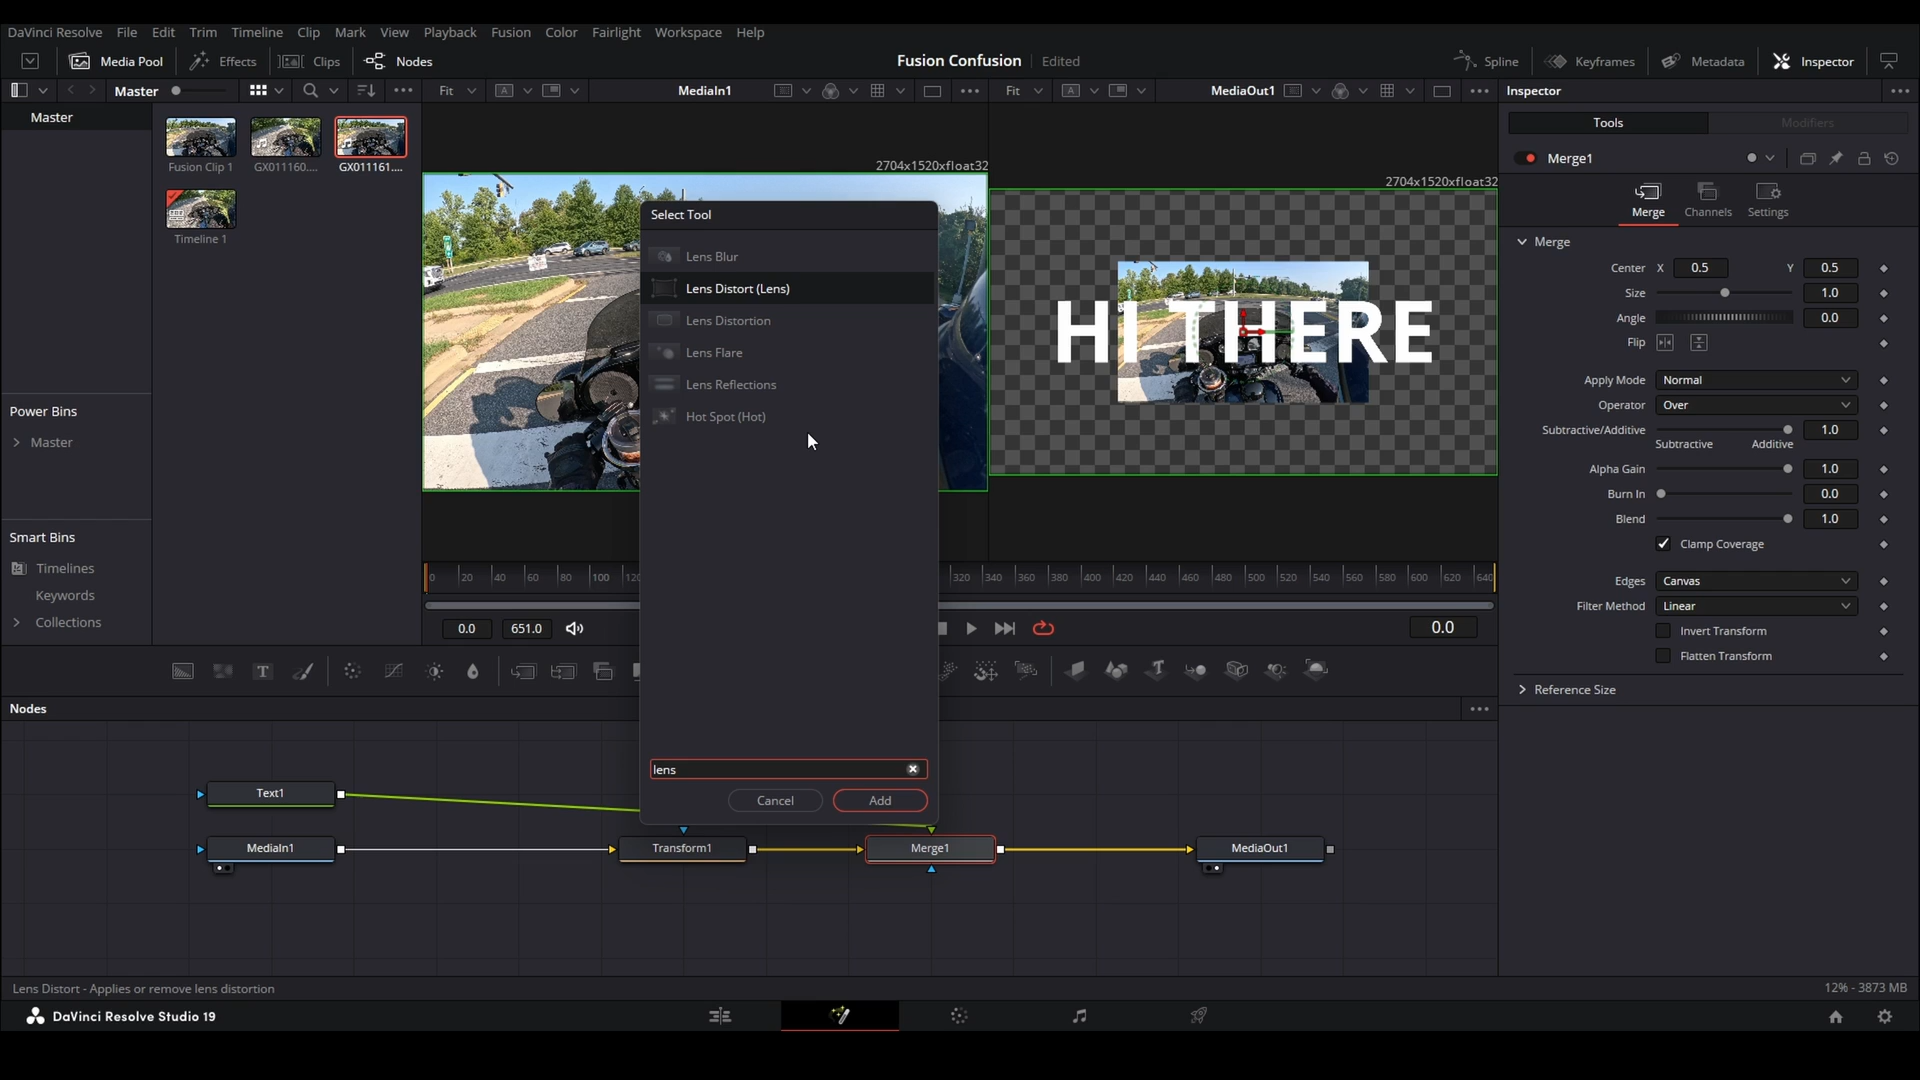 DaVinci Resolve File Edit Trim Timeline Clip Mark View Playback Fusion Color Fairlight Workspace Help
Media Pool Effects Clips Nodes Fusion Confusion Edited Spline Keyframes Metadata Inspector
Master Fit MediaIn1 Fit MediaOut1 Inspector
Master
Fusion Clip 1 GX011160.... GX011161....
Timeline 1
Power Bins
Master
Smart Bins
Timelines
Keywords
Collections
2704x1520xfloat32
2704x1520xfloat32
HI THERE
Select Tool
Lens Blur
Lens Distort (Lens)
Lens Distortion
Lens Flare
Lens Reflections
Hot Spot (Hot)
lens
Cancel Add
0 20 40 60 80 100 120 320 340 360 380 400 420 440 460 480 500 520 540 560 580 600 620 640
0.0 651.0 0.0
Tools Modifiers
Merge1
Merge Channels Settings
Merge
Center X 0.5 Y 0.5
Size 1.0
Angle 0.0
Flip
Apply Mode Normal
Operator Over
Subtractive/Additive 1.0
Subtractive Additive
Alpha Gain 1.0
Burn In 0.0
Blend 1.0
Clamp Coverage
Edges Canvas
Filter Method Linear
Invert Transform
Flatten Transform
Reference Size
Nodes
Text1
MediaIn1 Transform1 Merge1 MediaOut1
Lens Distort - Applies or remove lens distortion 12% - 3873 MB
DaVinci Resolve Studio 19